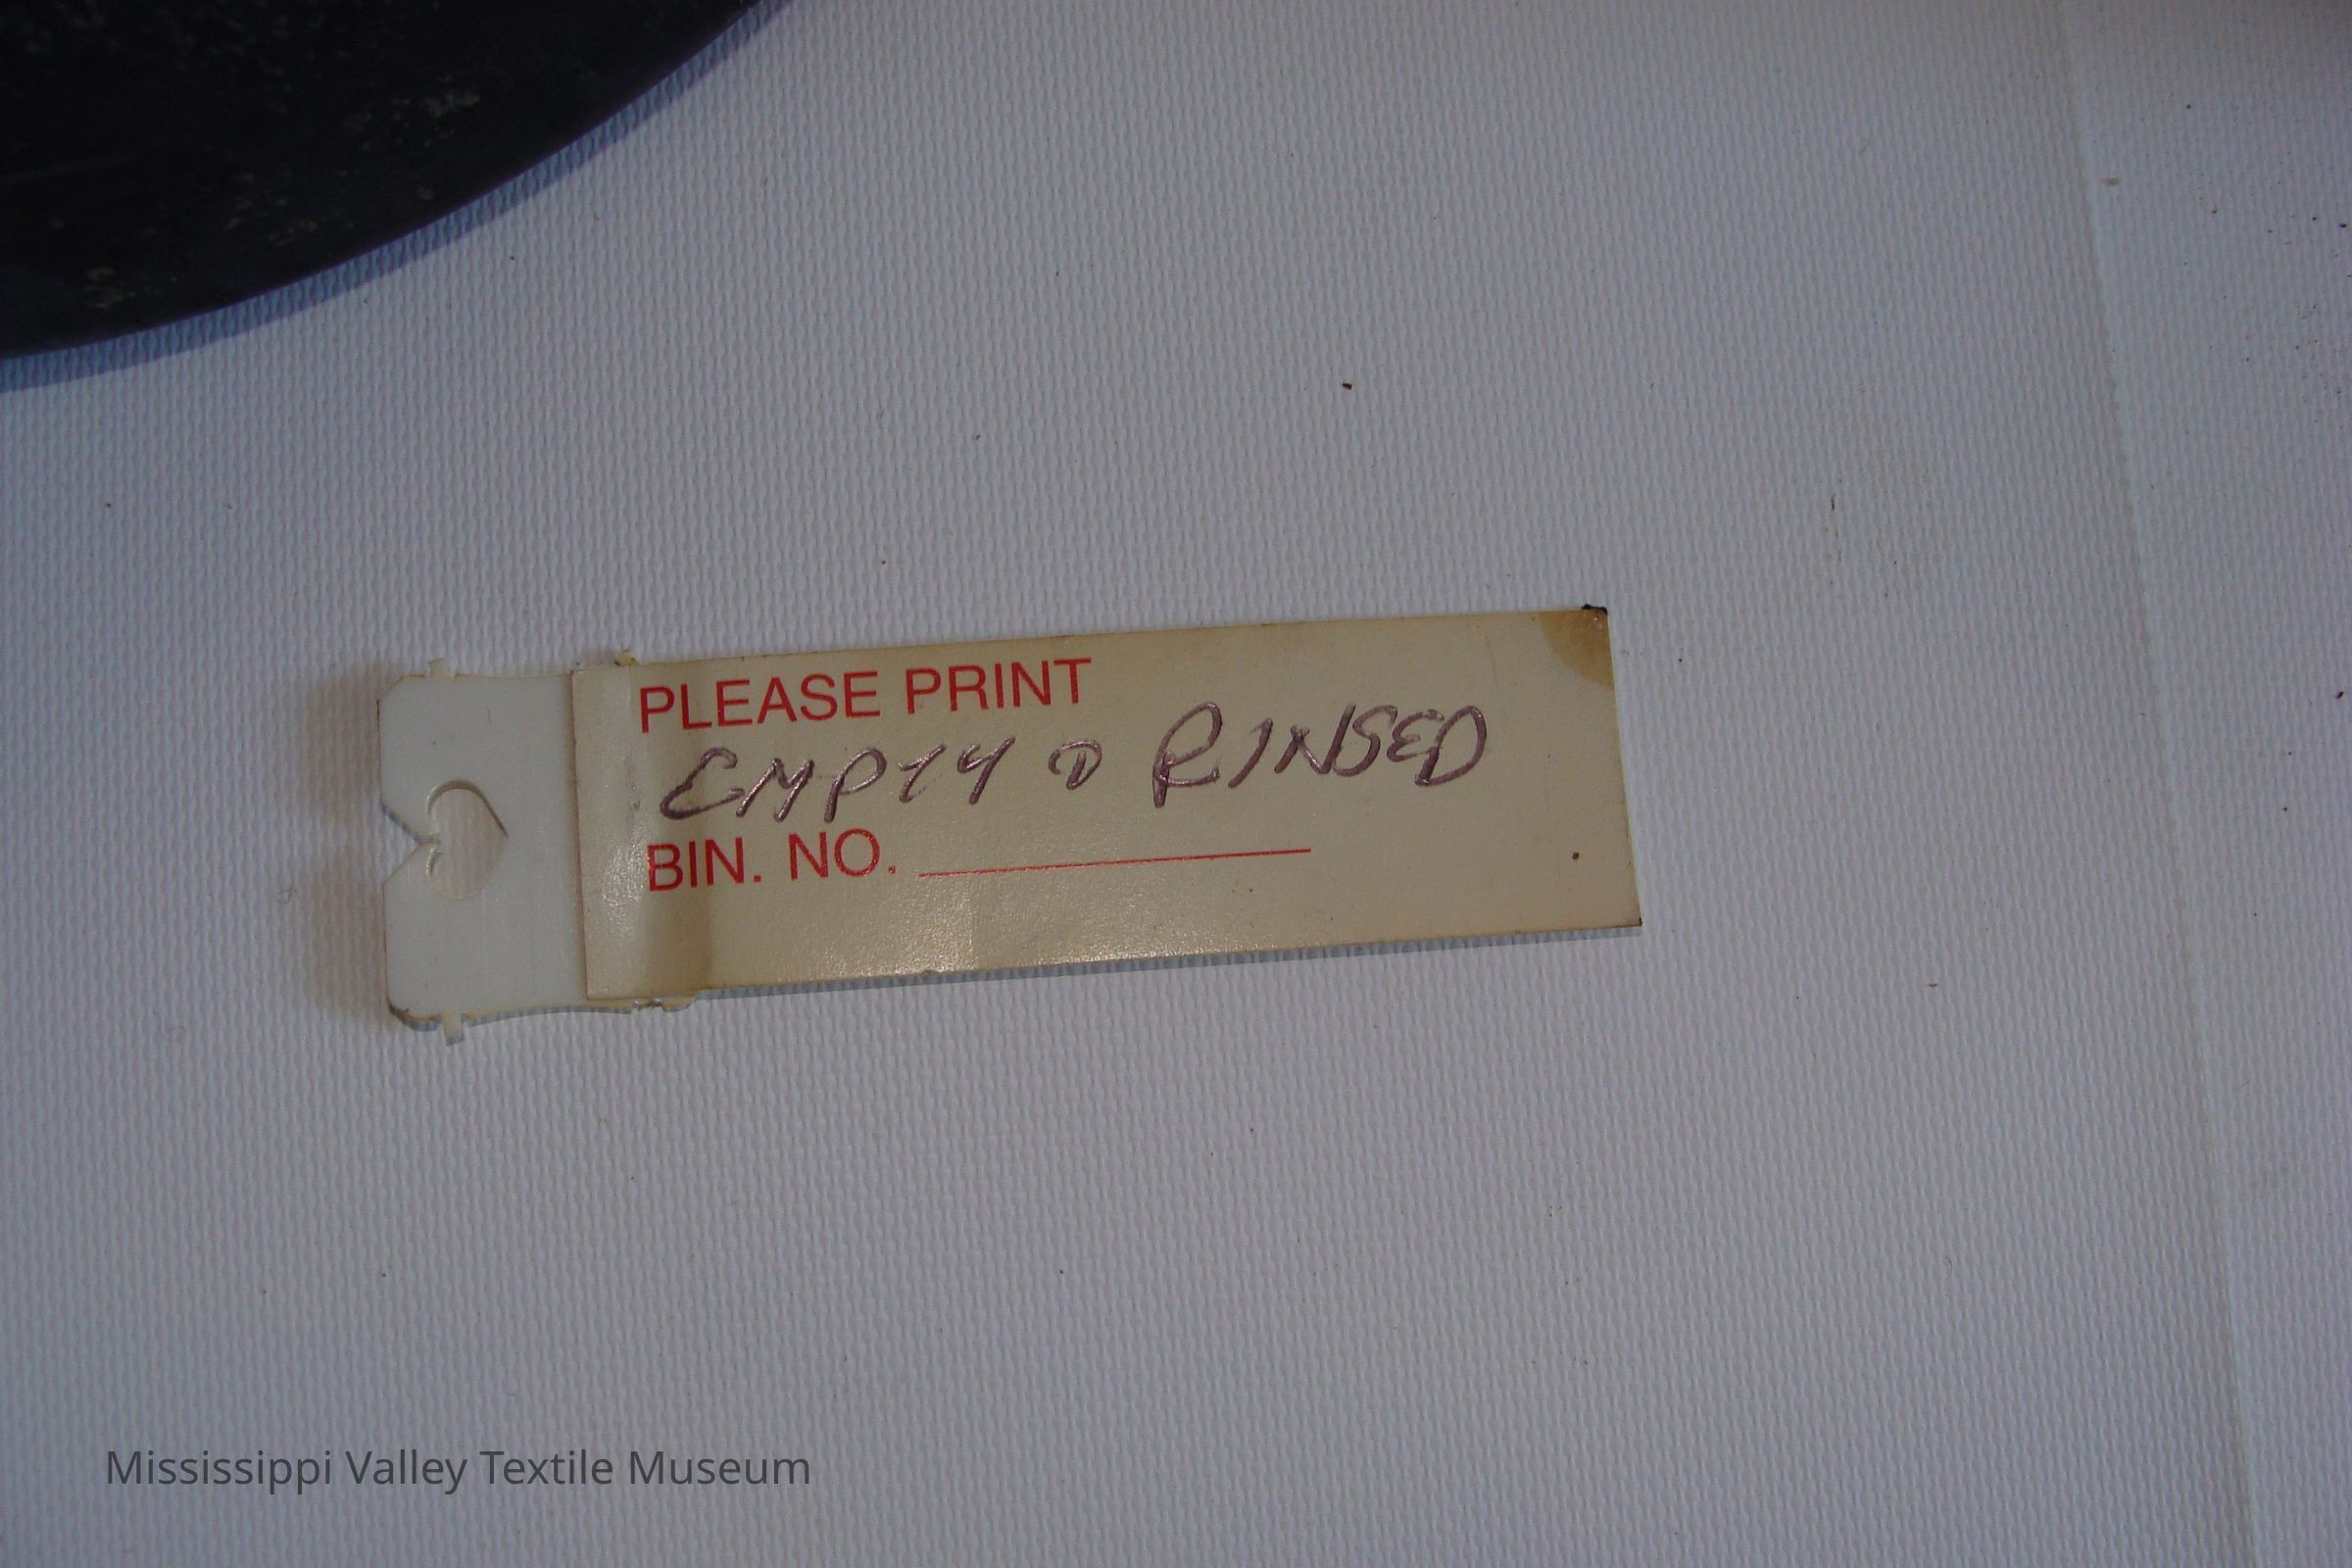 PLEASE PRINT
EMPTY & RINSED
BIN. NO.
Mississippi Valley Textile Museum